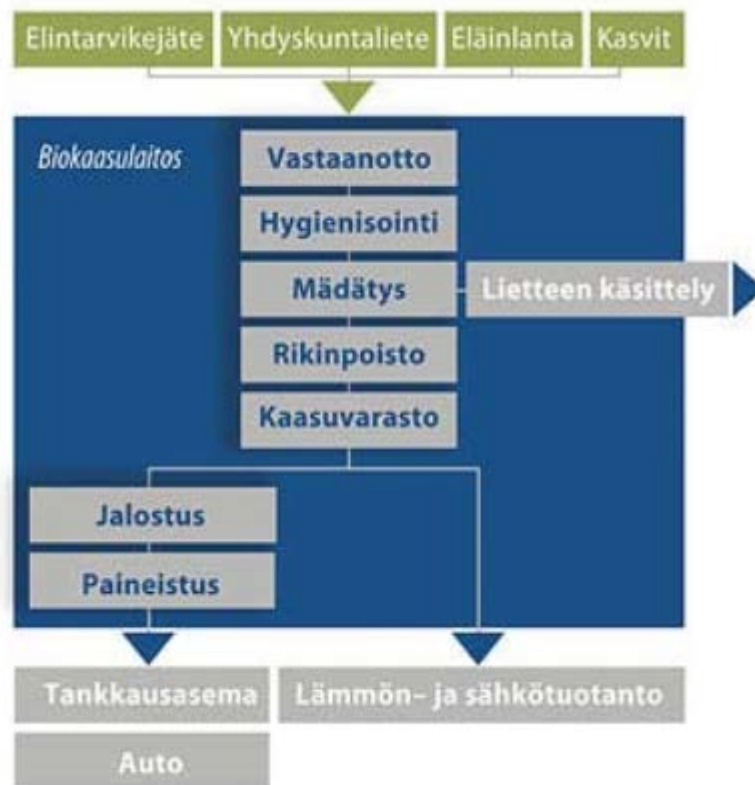 Elintarvikejäte Yhdyskuntaliete Eläinlanta Kasvit
Biokaasulaitos
Vastaanotto
Hygienisointi
Mädätys
Lietteen käsittely
Rikinpoisto
Kaasuvarasto
Jalostus
Paineistus
Tankkausasema
Lämmön– ja sähkötuotanto
Auto